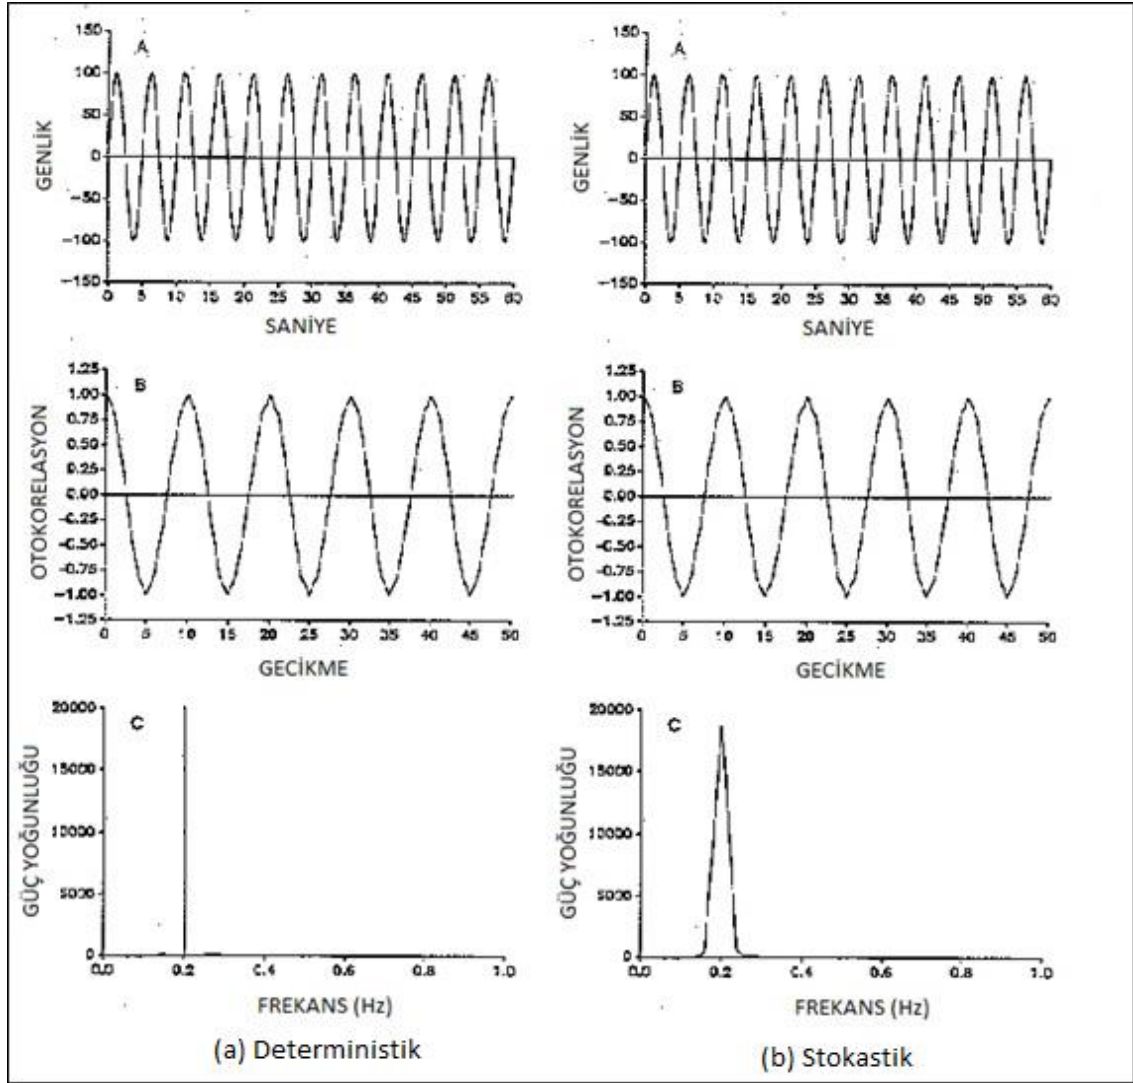 A
150
100
50
0
-50
-100
-150
0 5 10 15 20 25 30 35 40 45 50 55 60
GENLİK
SANİYE
A
150
100
50
0
-50
-100
-150
0 5 10 15 20 25 30 35 40 45 50 55 60
GENLİK
SANİYE
B
1.25
1.00
0.75
0.50
0.25
0.00
-0.25
-0.50
-0.75
-1.00
-1.25
0 5 10 15 20 25 30 35 40 45 50
OTOKORELASYON
GECİKME
B
1.25
1.00
0.75
0.50
0.25
0.00
-0.25
-0.50
-0.75
-1.00
-1.25
0 5 10 15 20 25 30 35 40 45 50
OTOKORELASYON
GECİKME
C
20000
15000
10000
5000
0
0.0 0.2 0.4 0.6 0.8 1.0
GÜÇ YOĞUNLUĞU
FREKANS (Hz)
C
20000
15000
10000
5000
0
0.0 0.2 0.4 0.6 0.8 1.0
GÜÇ YOĞUNLUĞU
FREKANS (Hz)
(a) Deterministik
(b) Stokastik